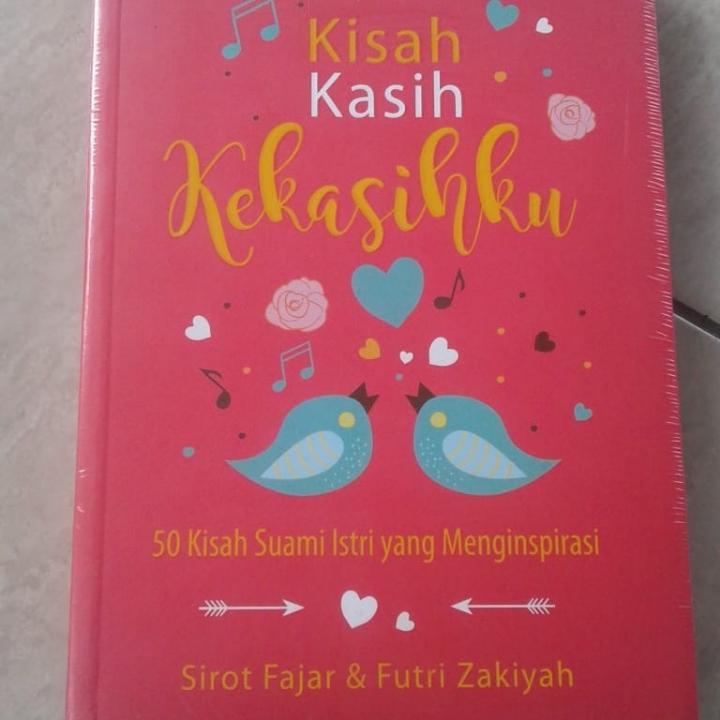 Kisah
Kasih
Kekasihku
50 Kisah Suami Istri yang Menginspirasi
Sirot Fajar & Futri Zakiyah